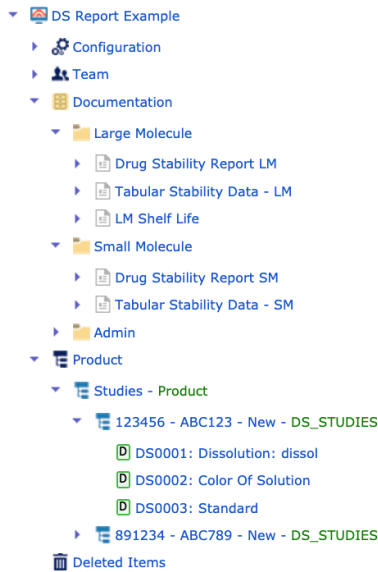 DS Report Example
Configuration
Team
Documentation
Large Molecule
Drug Stability Report LM
Tabular Stability Data - LM
LM Shelf Life
Small Molecule
Drug Stability Report SM
Tabular Stability Data - SM
Admin
Product
Studies - Product
123456 - ABC123 - New - DS_STUDIES
D DS0001: Dissolution: dissol
D DS0002: Color Of Solution
D DS0003: Standard
891234 - ABC789 - New - DS_STUDIES
Deleted Items